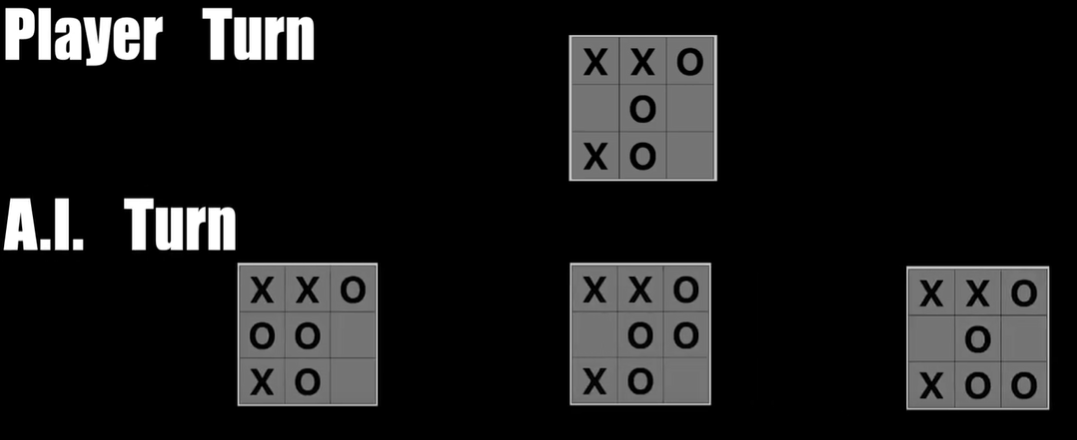 Player Turn
X X O
O
X O
A.I. Turn
X X O
O O
X O
X X O
O O
X O
X X O
O
X O O